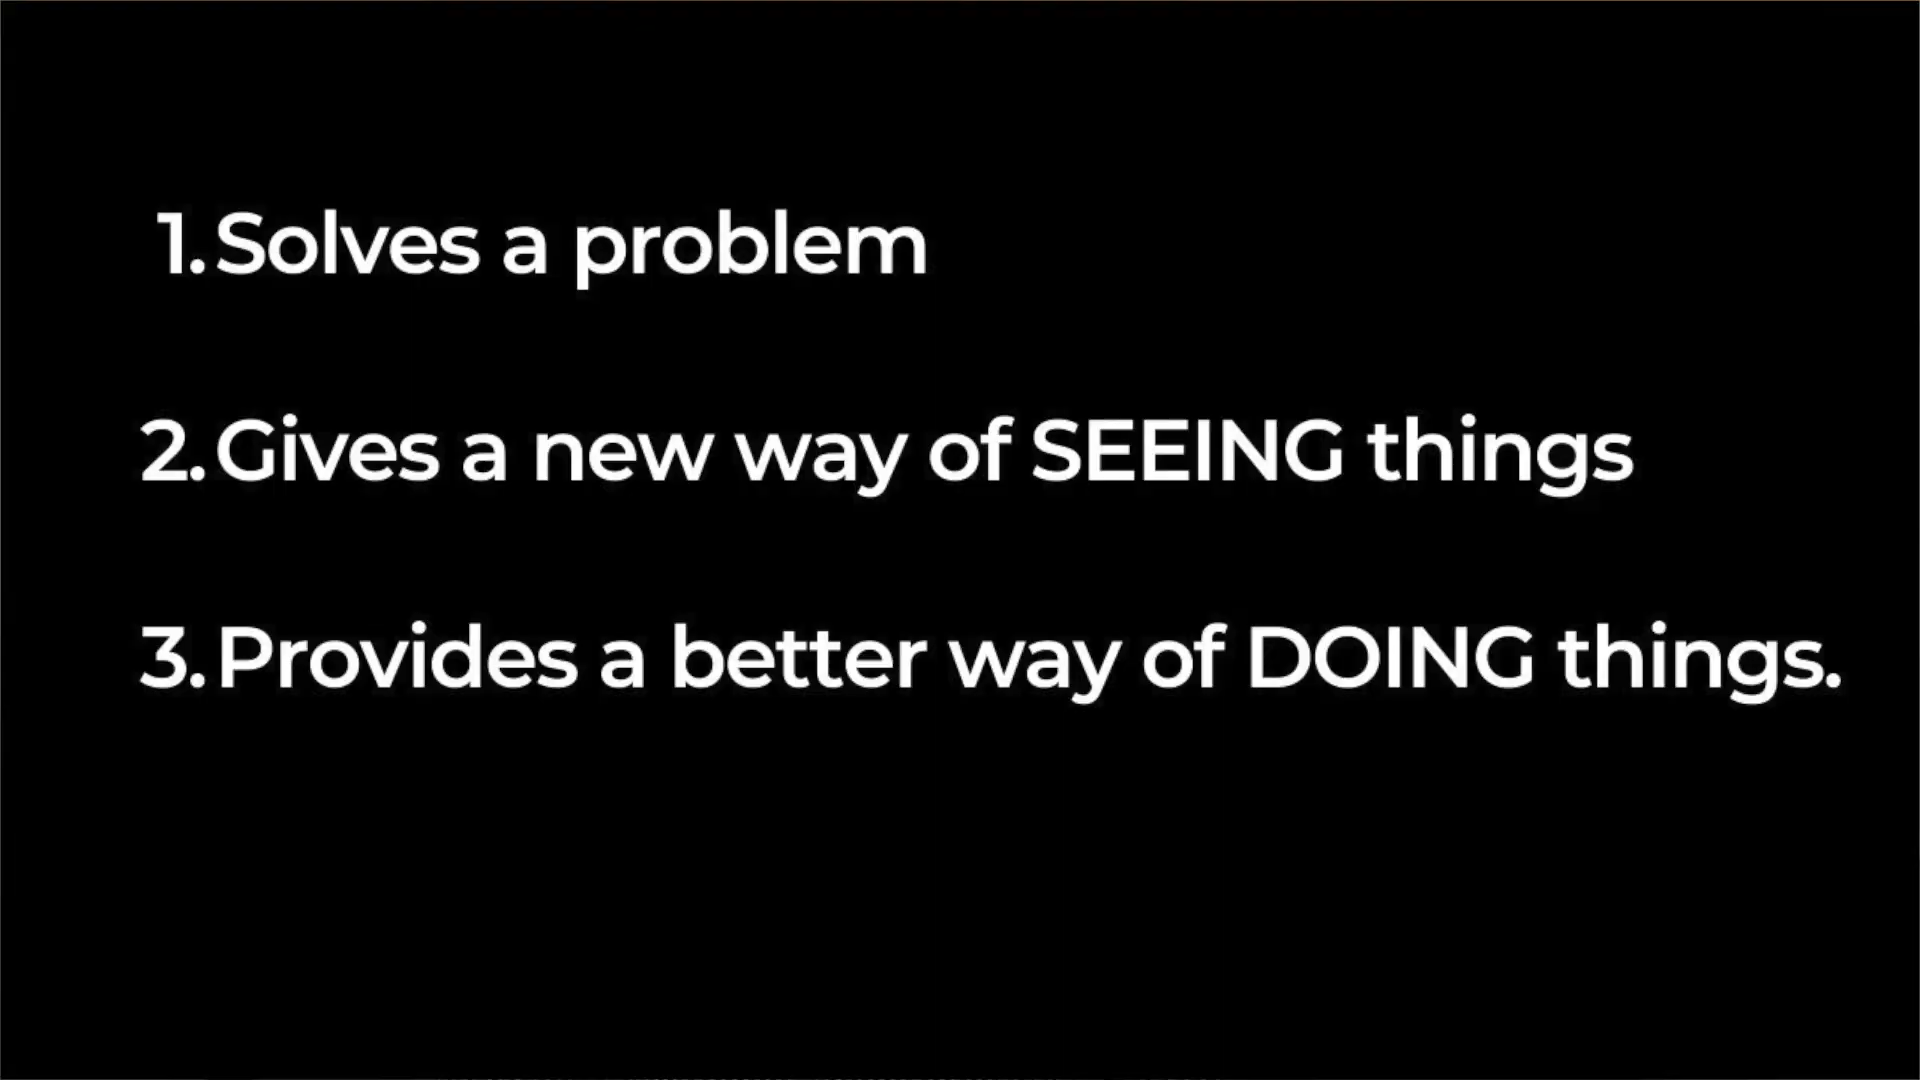 1. Solves a problem
2. Gives a new way of SEEING things
3. Provides a better way of DOING things.